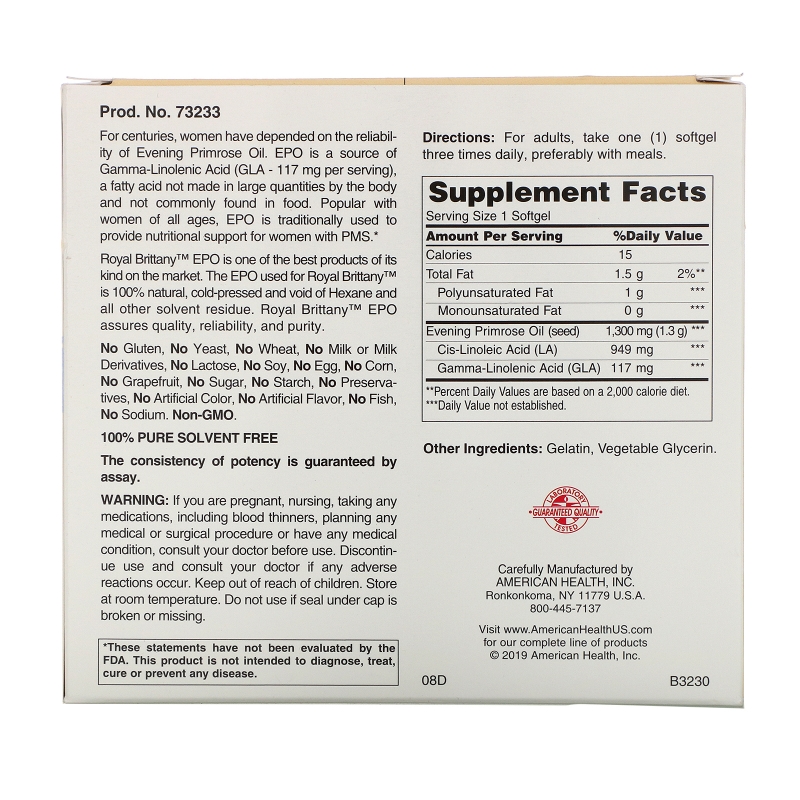 Prod. No. 73233
For centuries, women have depended on the reliabil-
ity of Evening Primrose Oil. EPO is a source of
Gamma-Linolenic Acid (GLA - 117 mg per serving),
a fatty acid not made in large quantities by the body
and not commonly found in food. Popular with
women of all ages, EPO is traditionally used to
provide nutritional support for women with PMS.*
Royal Brittany™ EPO is one of the best products of its
kind on the market. The EPO used for Royal Brittany™
is 100% natural, cold-pressed and void of Hexane and
all other solvent residue. Royal Brittany™ EPO
assures quality, reliability, and purity.
No Gluten, No Yeast, No Wheat, No Milk or Milk
Derivatives, No Lactose, No Soy, No Egg, No Corn,
No Grapefruit, No Sugar, No Starch, No Preserva-
tives, No Artificial Color, No Artificial Flavor, No Fish,
No Sodium. Non-GMO.
100% PURE SOLVENT FREE
The consistency of potency is guaranteed by
assay.
WARNING: If you are pregnant, nursing, taking any
medications, including blood thinners, planning any
medical or surgical procedure or have any medical
condition, consult your doctor before use. Discontin-
ue use and consult your doctor if any adverse
reactions occur. Keep out of reach of children. Store
at room temperature. Do not use if seal under cap is
broken or missing.
*These statements have not been evaluated by the
FDA. This product is not intended to diagnose, treat,
cure or prevent any disease.
Directions: For adults, take one (1) softgel
three times daily, preferably with meals.
Supplement Facts
Serving Size 1 Softgel
Amount Per Serving %Daily Value
Calories 15
Total Fat 1.5 g 2%**
Polyunsaturated Fat 1 g ***
Monounsaturated Fat 0 g ***
Evening Primrose Oil (seed) 1,300 mg (1.3 g) ***
Cis-Linoleic Acid (LA) 949 mg ***
Gamma-Linolenic Acid (GLA) 117 mg ***
**Percent Daily Values are based on a 2,000 calorie diet.
***Daily Value not established.
Other Ingredients: Gelatin, Vegetable Glycerin.
LABORATORY
• GUARANTEED QUALITY •
TESTED
Carefully Manufactured by
AMERICAN HEALTH, INC.
Ronkonkoma, NY 11779 U.S.A.
800-445-7137
Visit www.AmericanHealthUS.com
for our complete line of products
© 2019 American Health, Inc.
08D B3230